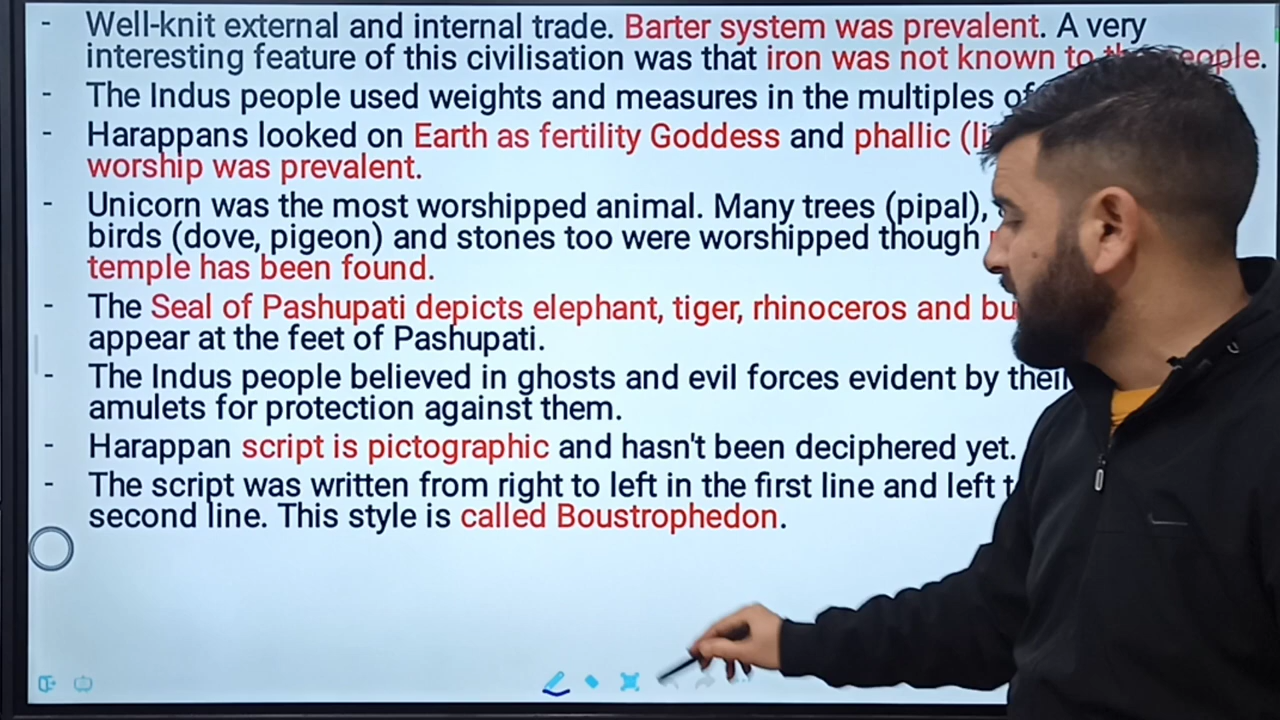 - Well-knit external and internal trade. Barter system was prevalent. A very
interesting feature of this civilisation was that iron was not known to the people.
- The Indus people used weights and measures in the multiples of
- Harappans looked on Earth as fertility Goddess and phallic
worship was prevalent.
- Unicorn was the most worshipped animal. Many trees (pipal),
birds (dove, pigeon) and stones too were worshipped though
temple has been found.
- The Seal of Pashupati depicts elephant, tiger, rhinoceros and
appear at the feet of Pashupati.
- The Indus people believed in ghosts and evil forces evident by their
amulets for protection against them.
- Harappan script is pictographic and hasn't been deciphered yet.
- The script was written from right to left in the first line and left
second line. This style is called Boustrophedon.